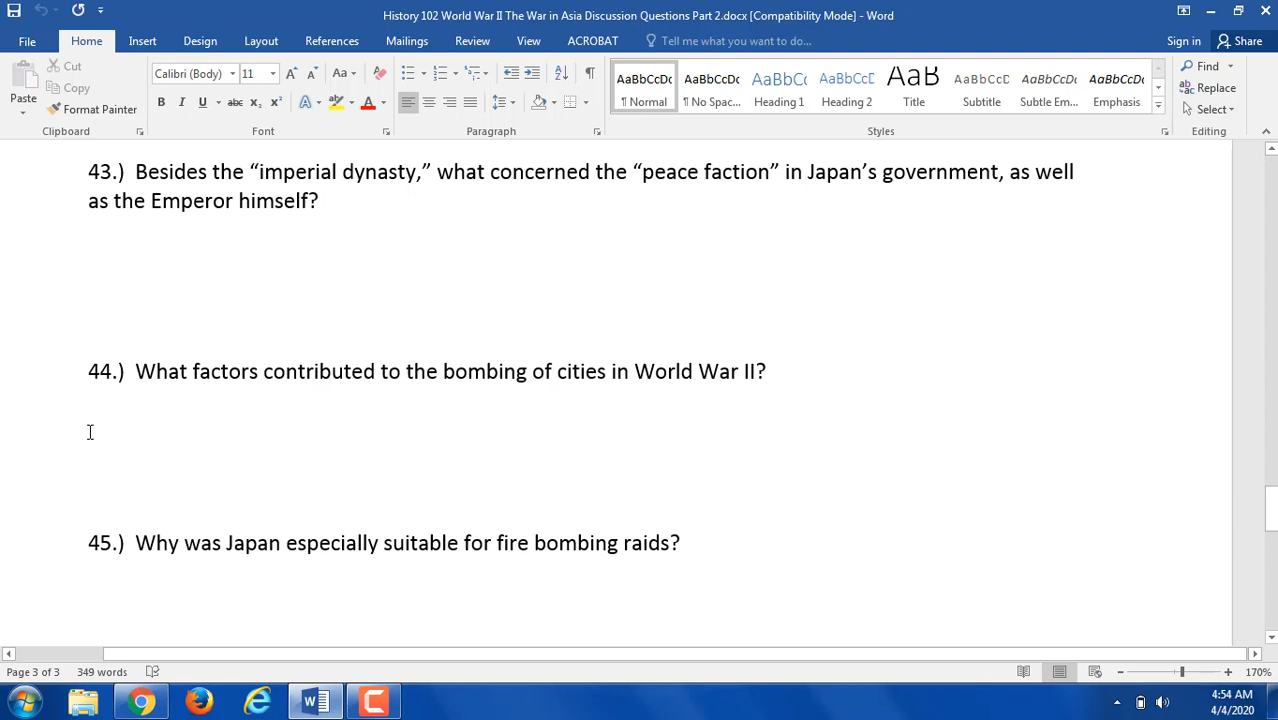 History 102 World War II The War in Asia Discussion Questions Part 2.docx [Compatibility Mode] - Word
File Home Insert Design Layout References Mailings Review View ACROBAT Tell me what you want to do... Sign in Share
Paste Cut Copy Format Painter
Calibri (Body) 11
AaBbCcDc AaBbCcDc AaBbCc AaBbCcC AaB AaBbCcD AaBbCcDc AaBbCcDc
¶ Normal ¶ No Spac... Heading 1 Heading 2 Title Subtitle Subtle Em... Emphasis
Find Replace Select
Clipboard Font Paragraph Styles Editing
43.) Besides the “imperial dynasty,” what concerned the “peace faction” in Japan’s government, as well
as the Emperor himself?
44.) What factors contributed to the bombing of cities in World War II?
45.) Why was Japan especially suitable for fire bombing raids?
Page 3 of 3 349 words 170%
4:54 AM
4/4/2020